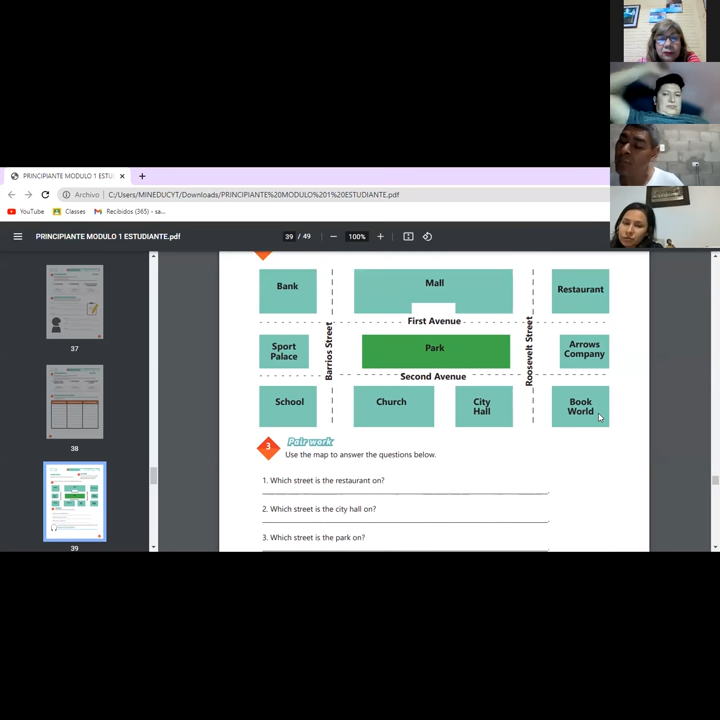 PRINCIPIANTE MODULO 1 ESTUDIAN
Archivo C:/Users/MINEDUCYT/Downloads/PRINCIPIANTE%20MODULO%201%20ESTUDIANTE.pdf
YouTube Classes Recibidos (365) - sa...
PRINCIPIANTE MODULO 1 ESTUDIANTE.pdf 39 / 49 100%
37
38
39
Bank Mall Restaurant
First Avenue
Barrios Street
Roosevelt Street
Sport
Palace
Park
Arrows
Company
Second Avenue
School Church
City
Hall
Book
World
3 Pair work
Use the map to answer the questions below.
1. Which street is the restaurant on?
2. Which street is the city hall on?
3. Which street is the park on?